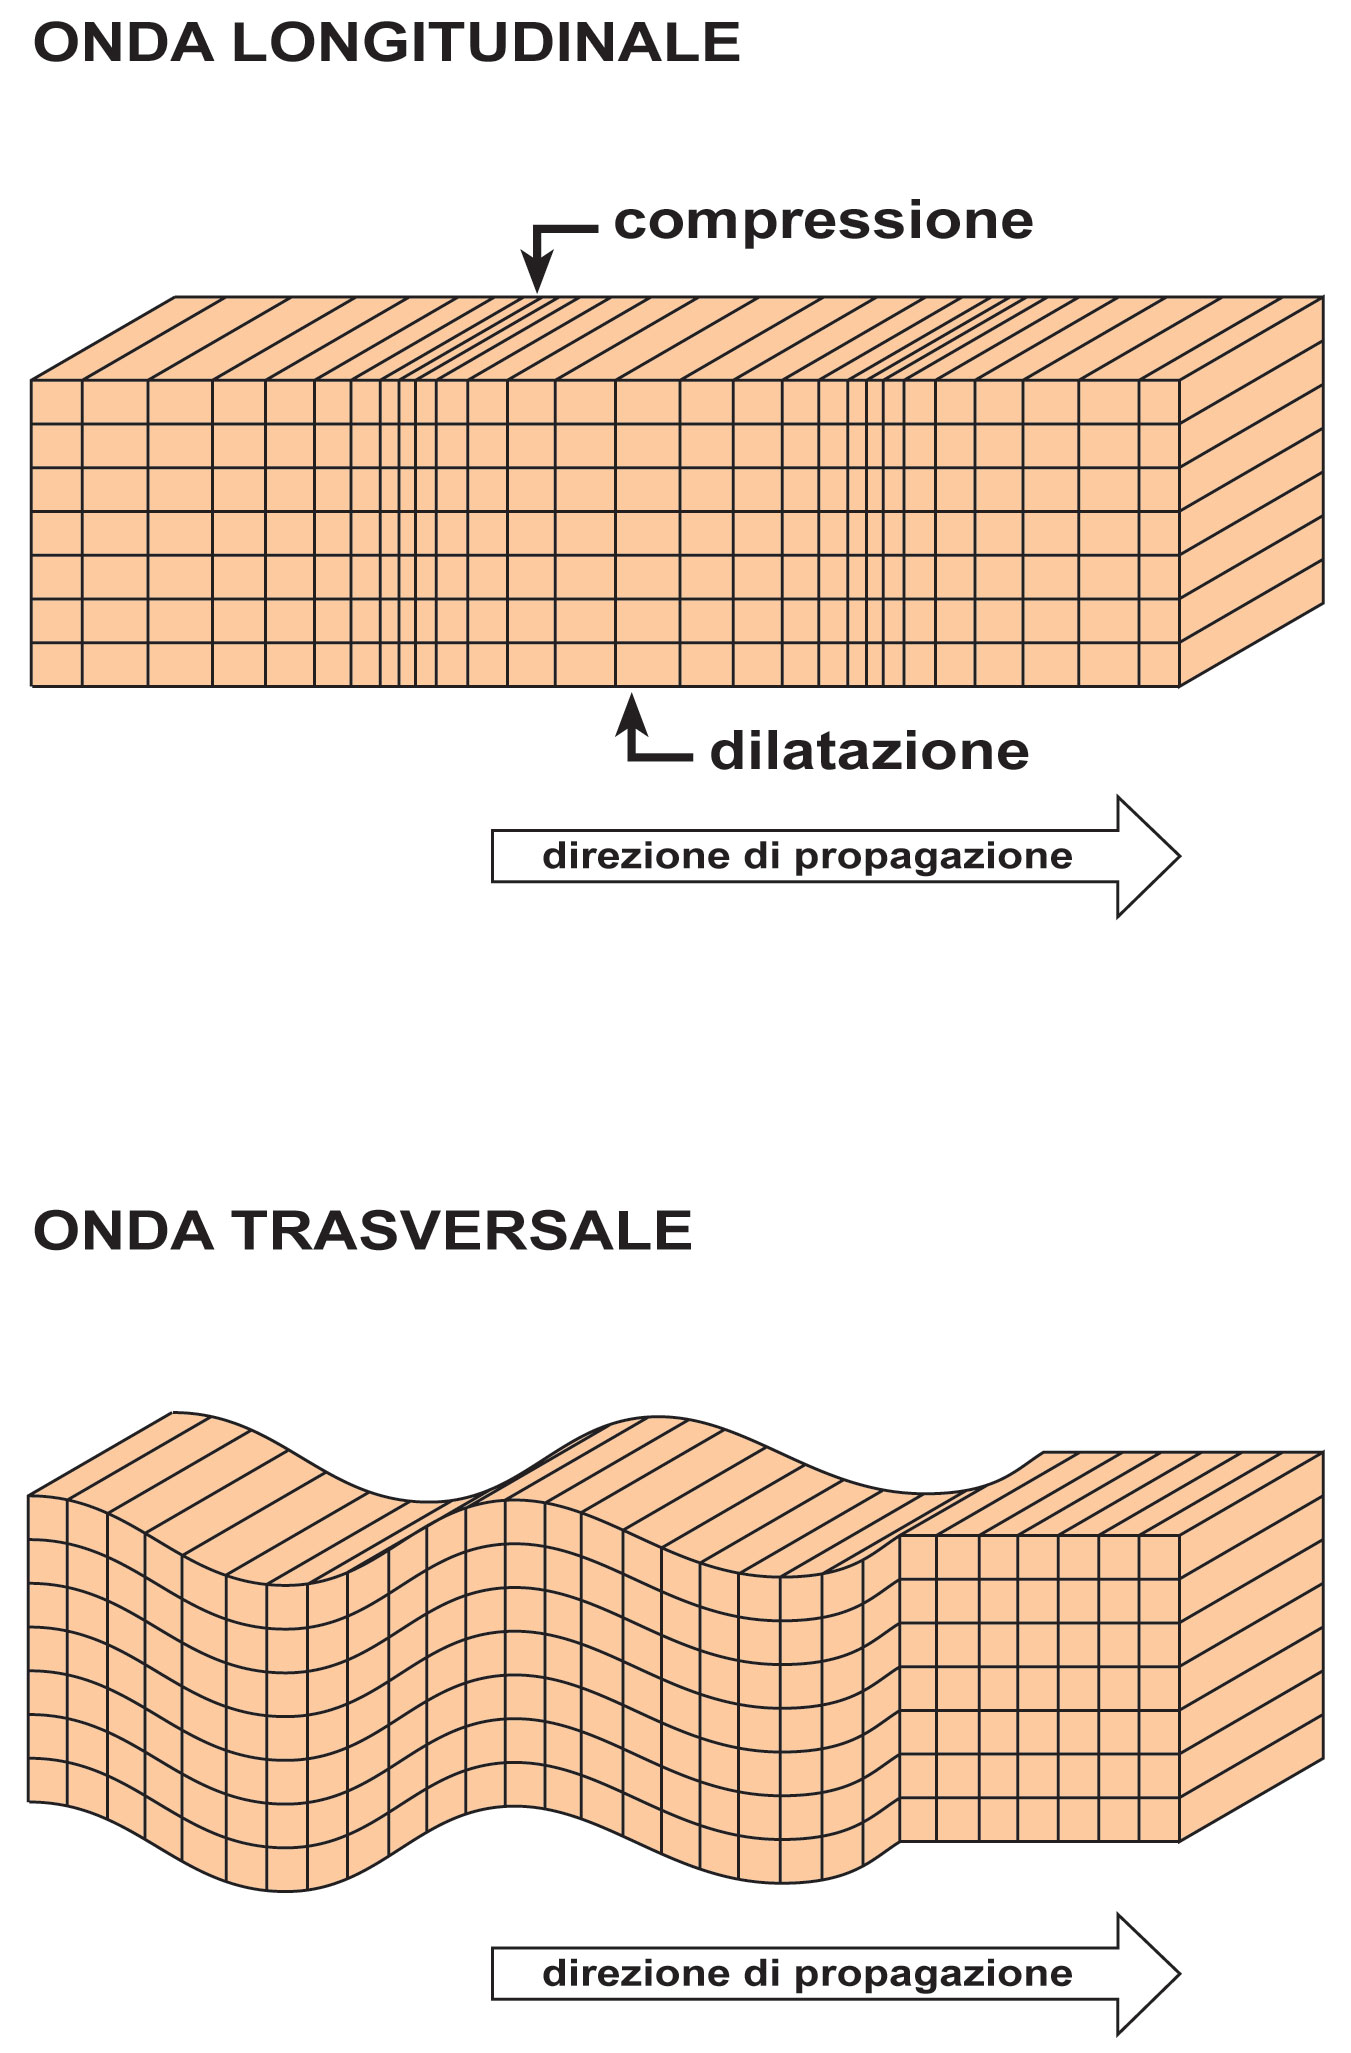 ONDA LONGITUDINALE
compressione
dilatazione
direzione di propagazione
ONDA TRASVERSALE
direzione di propagazione